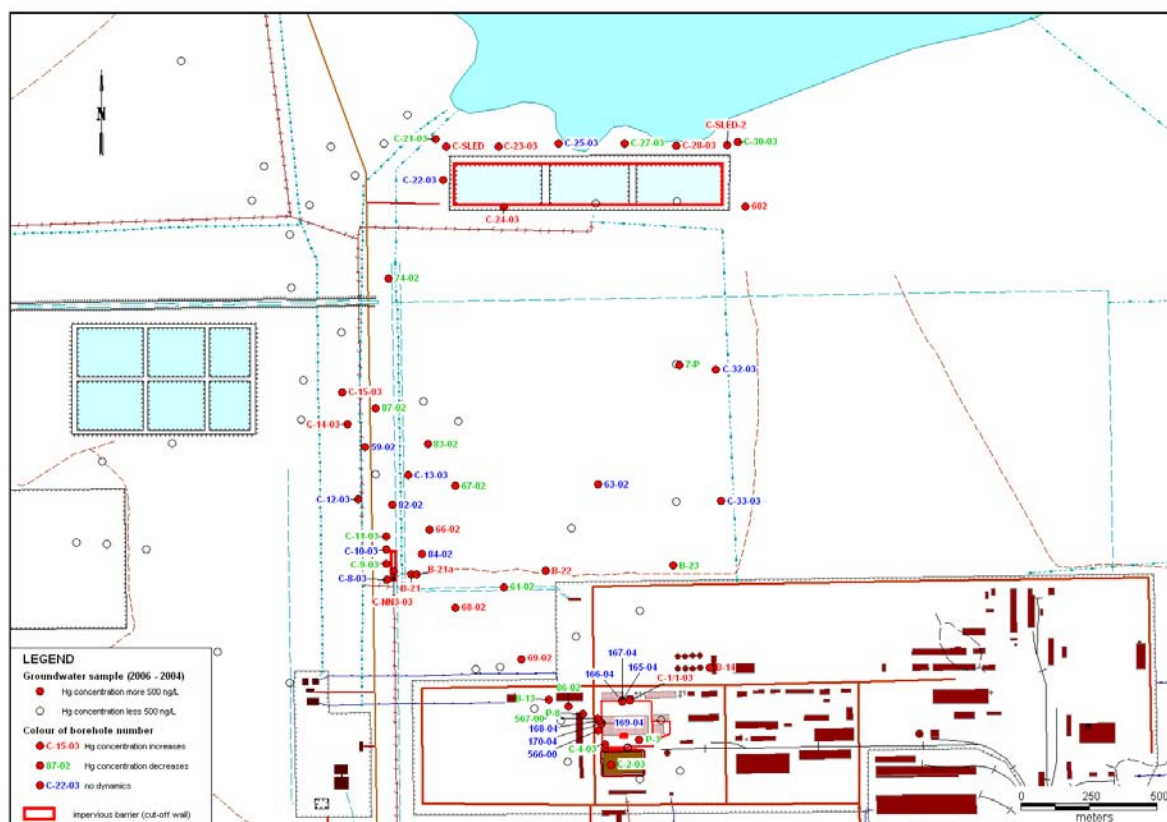 N
C-SLED-2
C-21-03
C-SLED
C-23-03
C-25-03
C-27-03
C-28-03
C-30-03
C-22-03
C-24-03
602
74-02
7-P
C-32-03
C-15-03
87-02
C-14-03
83-02
59-02
C-13-03
67-02
63-02
C-12-03
82-02
C-33-03
66-02
C-11-03
C-10-03
84-02
C-9-03
B-21a
B-22
B-23
C-8-03
B-21
61-02
C-NN3-03
60-02
69-02
167-04
166-04
165-04
C-1/1-03
B-13
P-8
567-00
168-04
169-04
170-04
566-00
C-4-03
P-3
C-2-03
LEGEND
Groundwater sample (2006 - 2004)
Hg concentration more 500 ng/L
Hg concentration less 500 ng/L
Colour of borehole number
C-15-03 Hg concentration increases
87-02 Hg concentration decreases
C-22-03 no dynamics
impervious barrier (cut-off wall)
0 250 500
meters